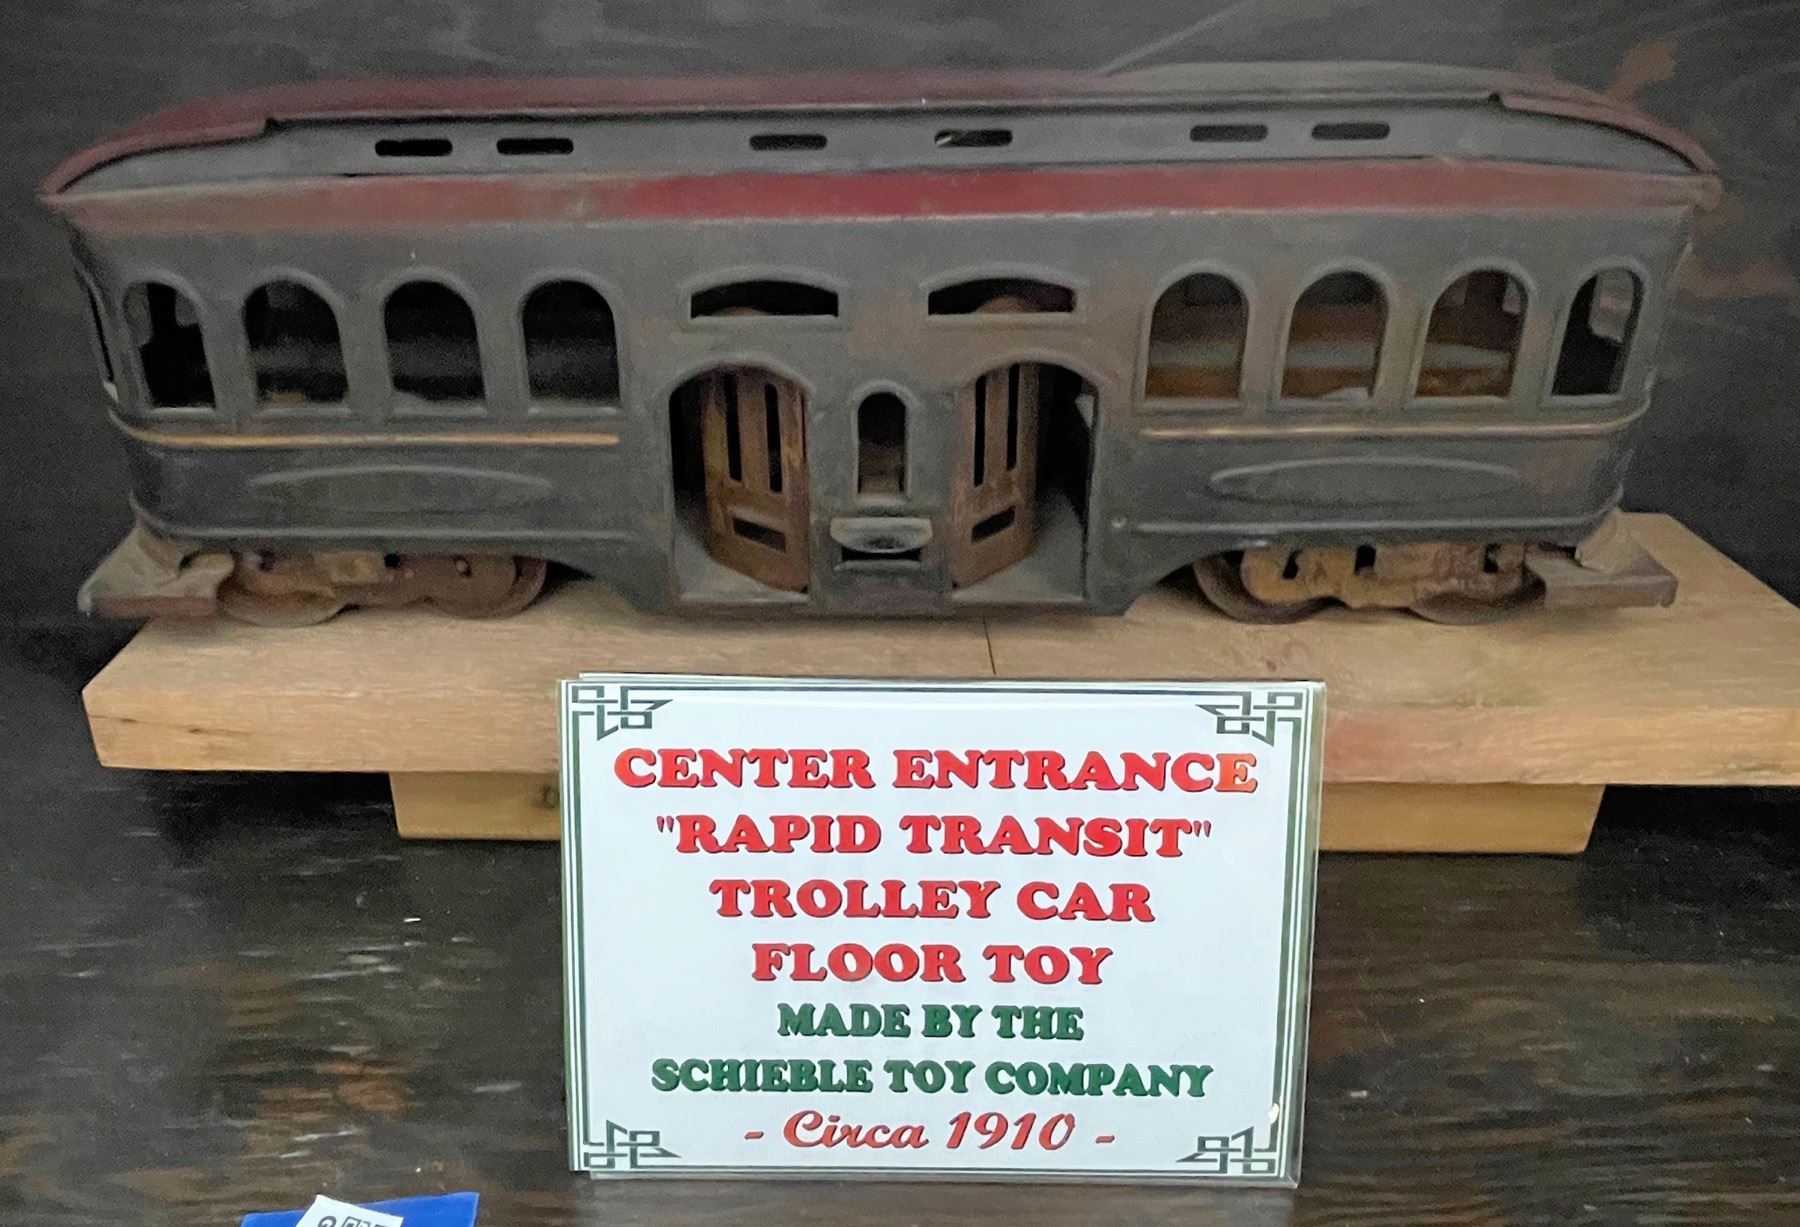 CENTER ENTRANCE
"RAPID TRANSIT"
TROLLEY CAR
FLOOR TOY
MADE BY THE
SCHIEBLE TOY COMPANY
- Circa 1910 -